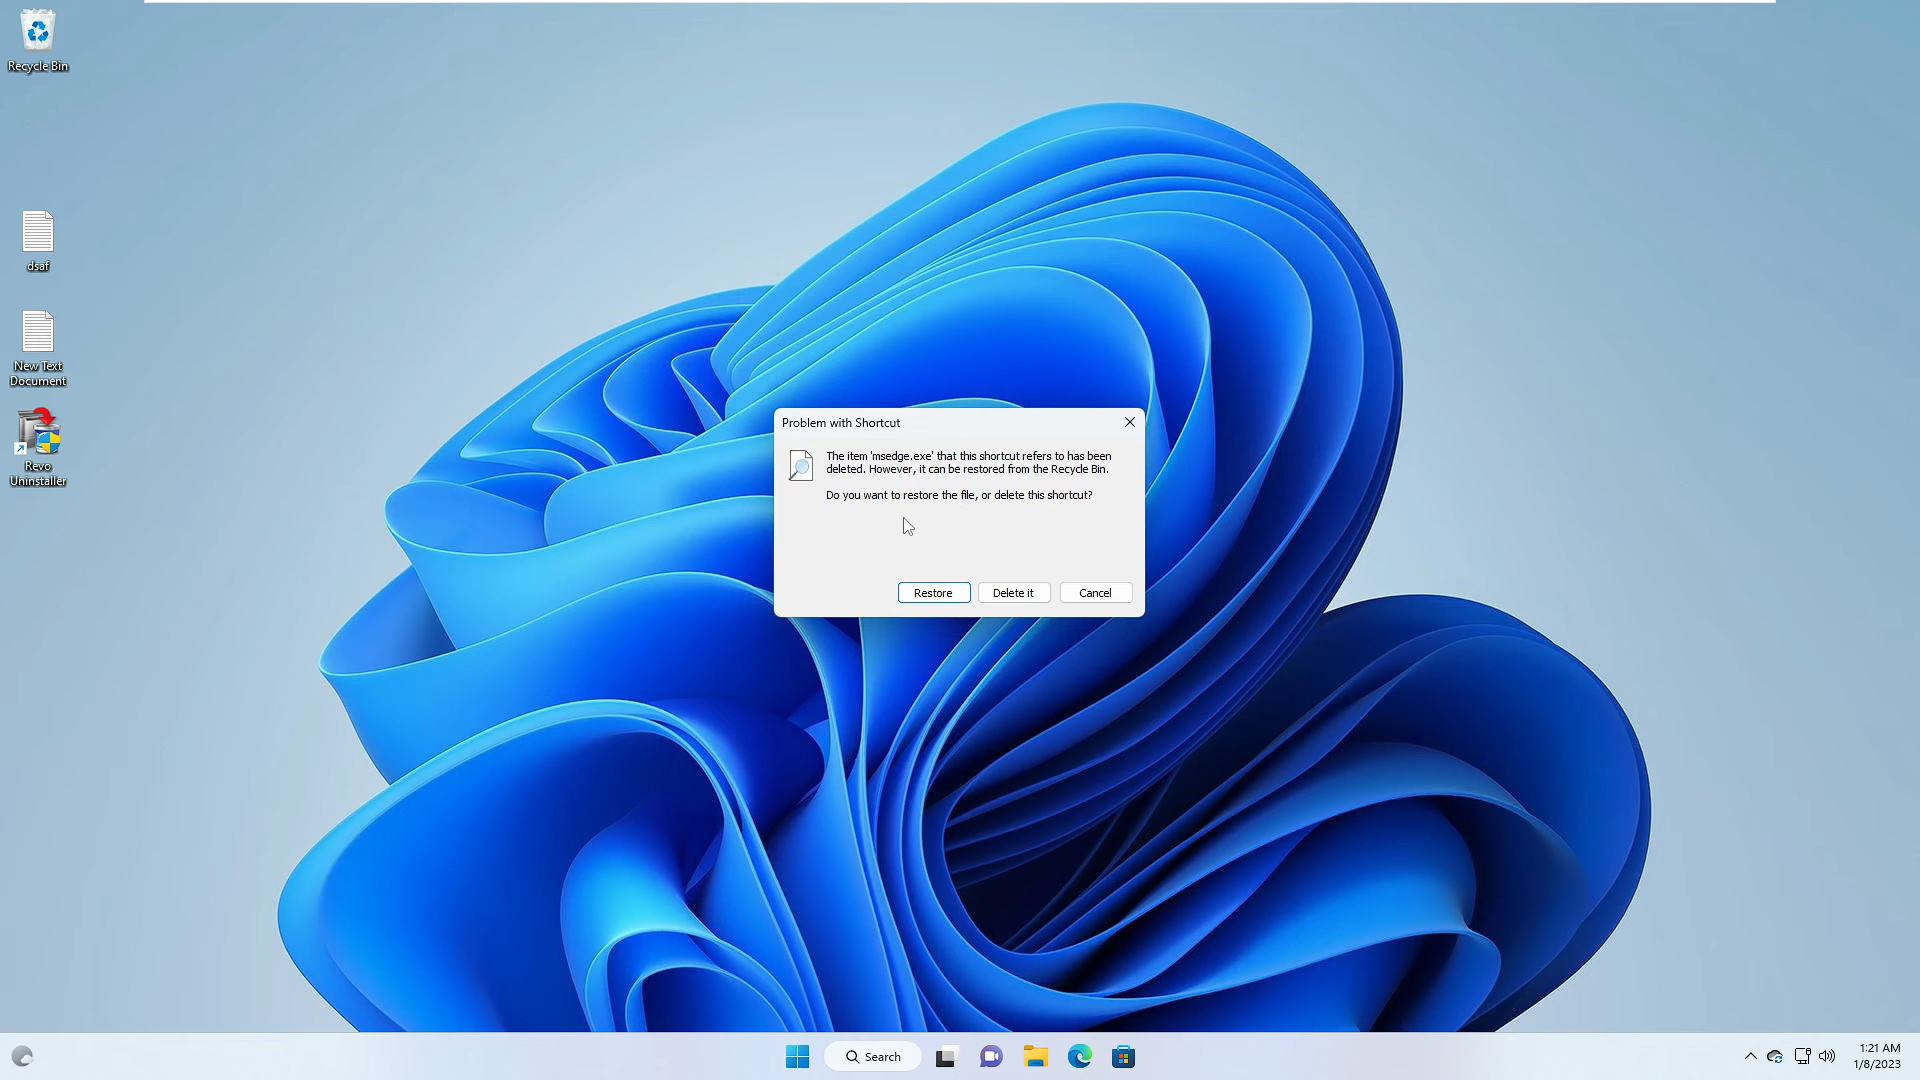 Recycle Bin
dsaf
New Text
Document
Revo
Uninstaller
Problem with Shortcut
The item 'msedge.exe' that this shortcut refers to has been
deleted. However, it can be restored from the Recycle Bin.
Do you want to restore the file, or delete this shortcut?
Restore
Delete it
Cancel
Search
1:21 AM
1/8/2023